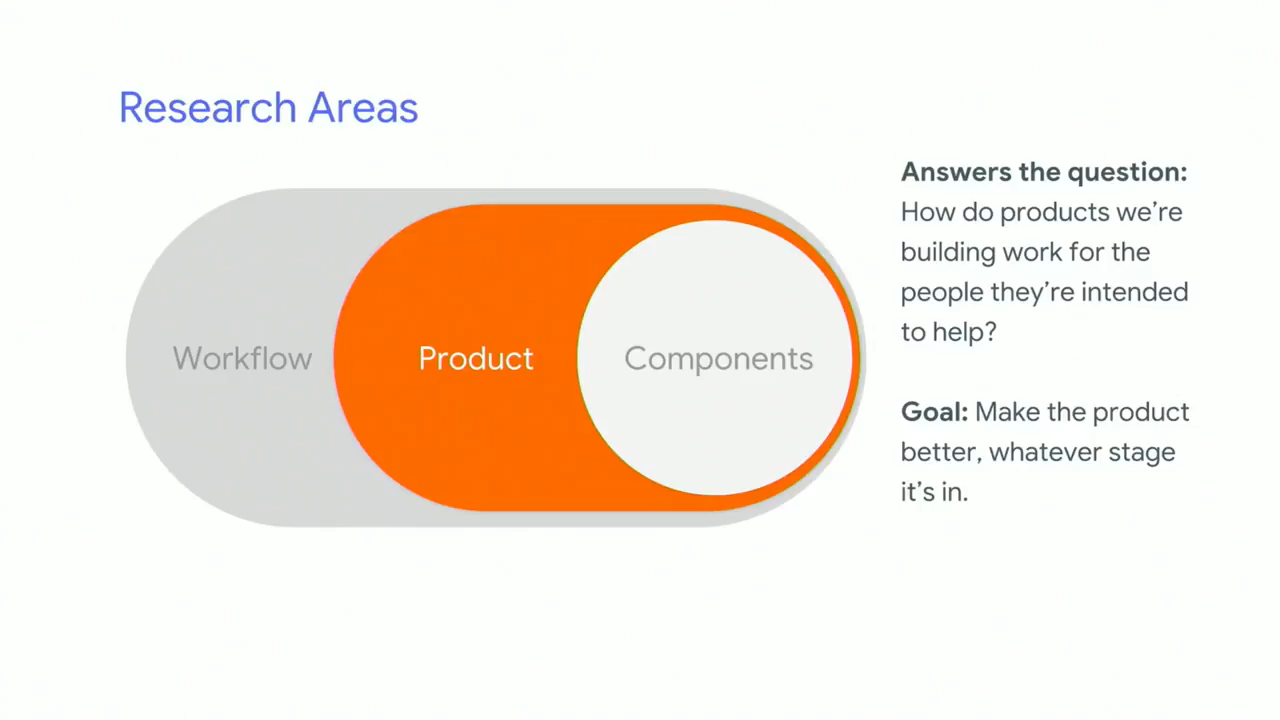 Research Areas
Workflow
Product
Components
Answers the question:
How do products we’re
building work for the
people they’re intended
to help?
Goal: Make the product
better, whatever stage
it’s in.